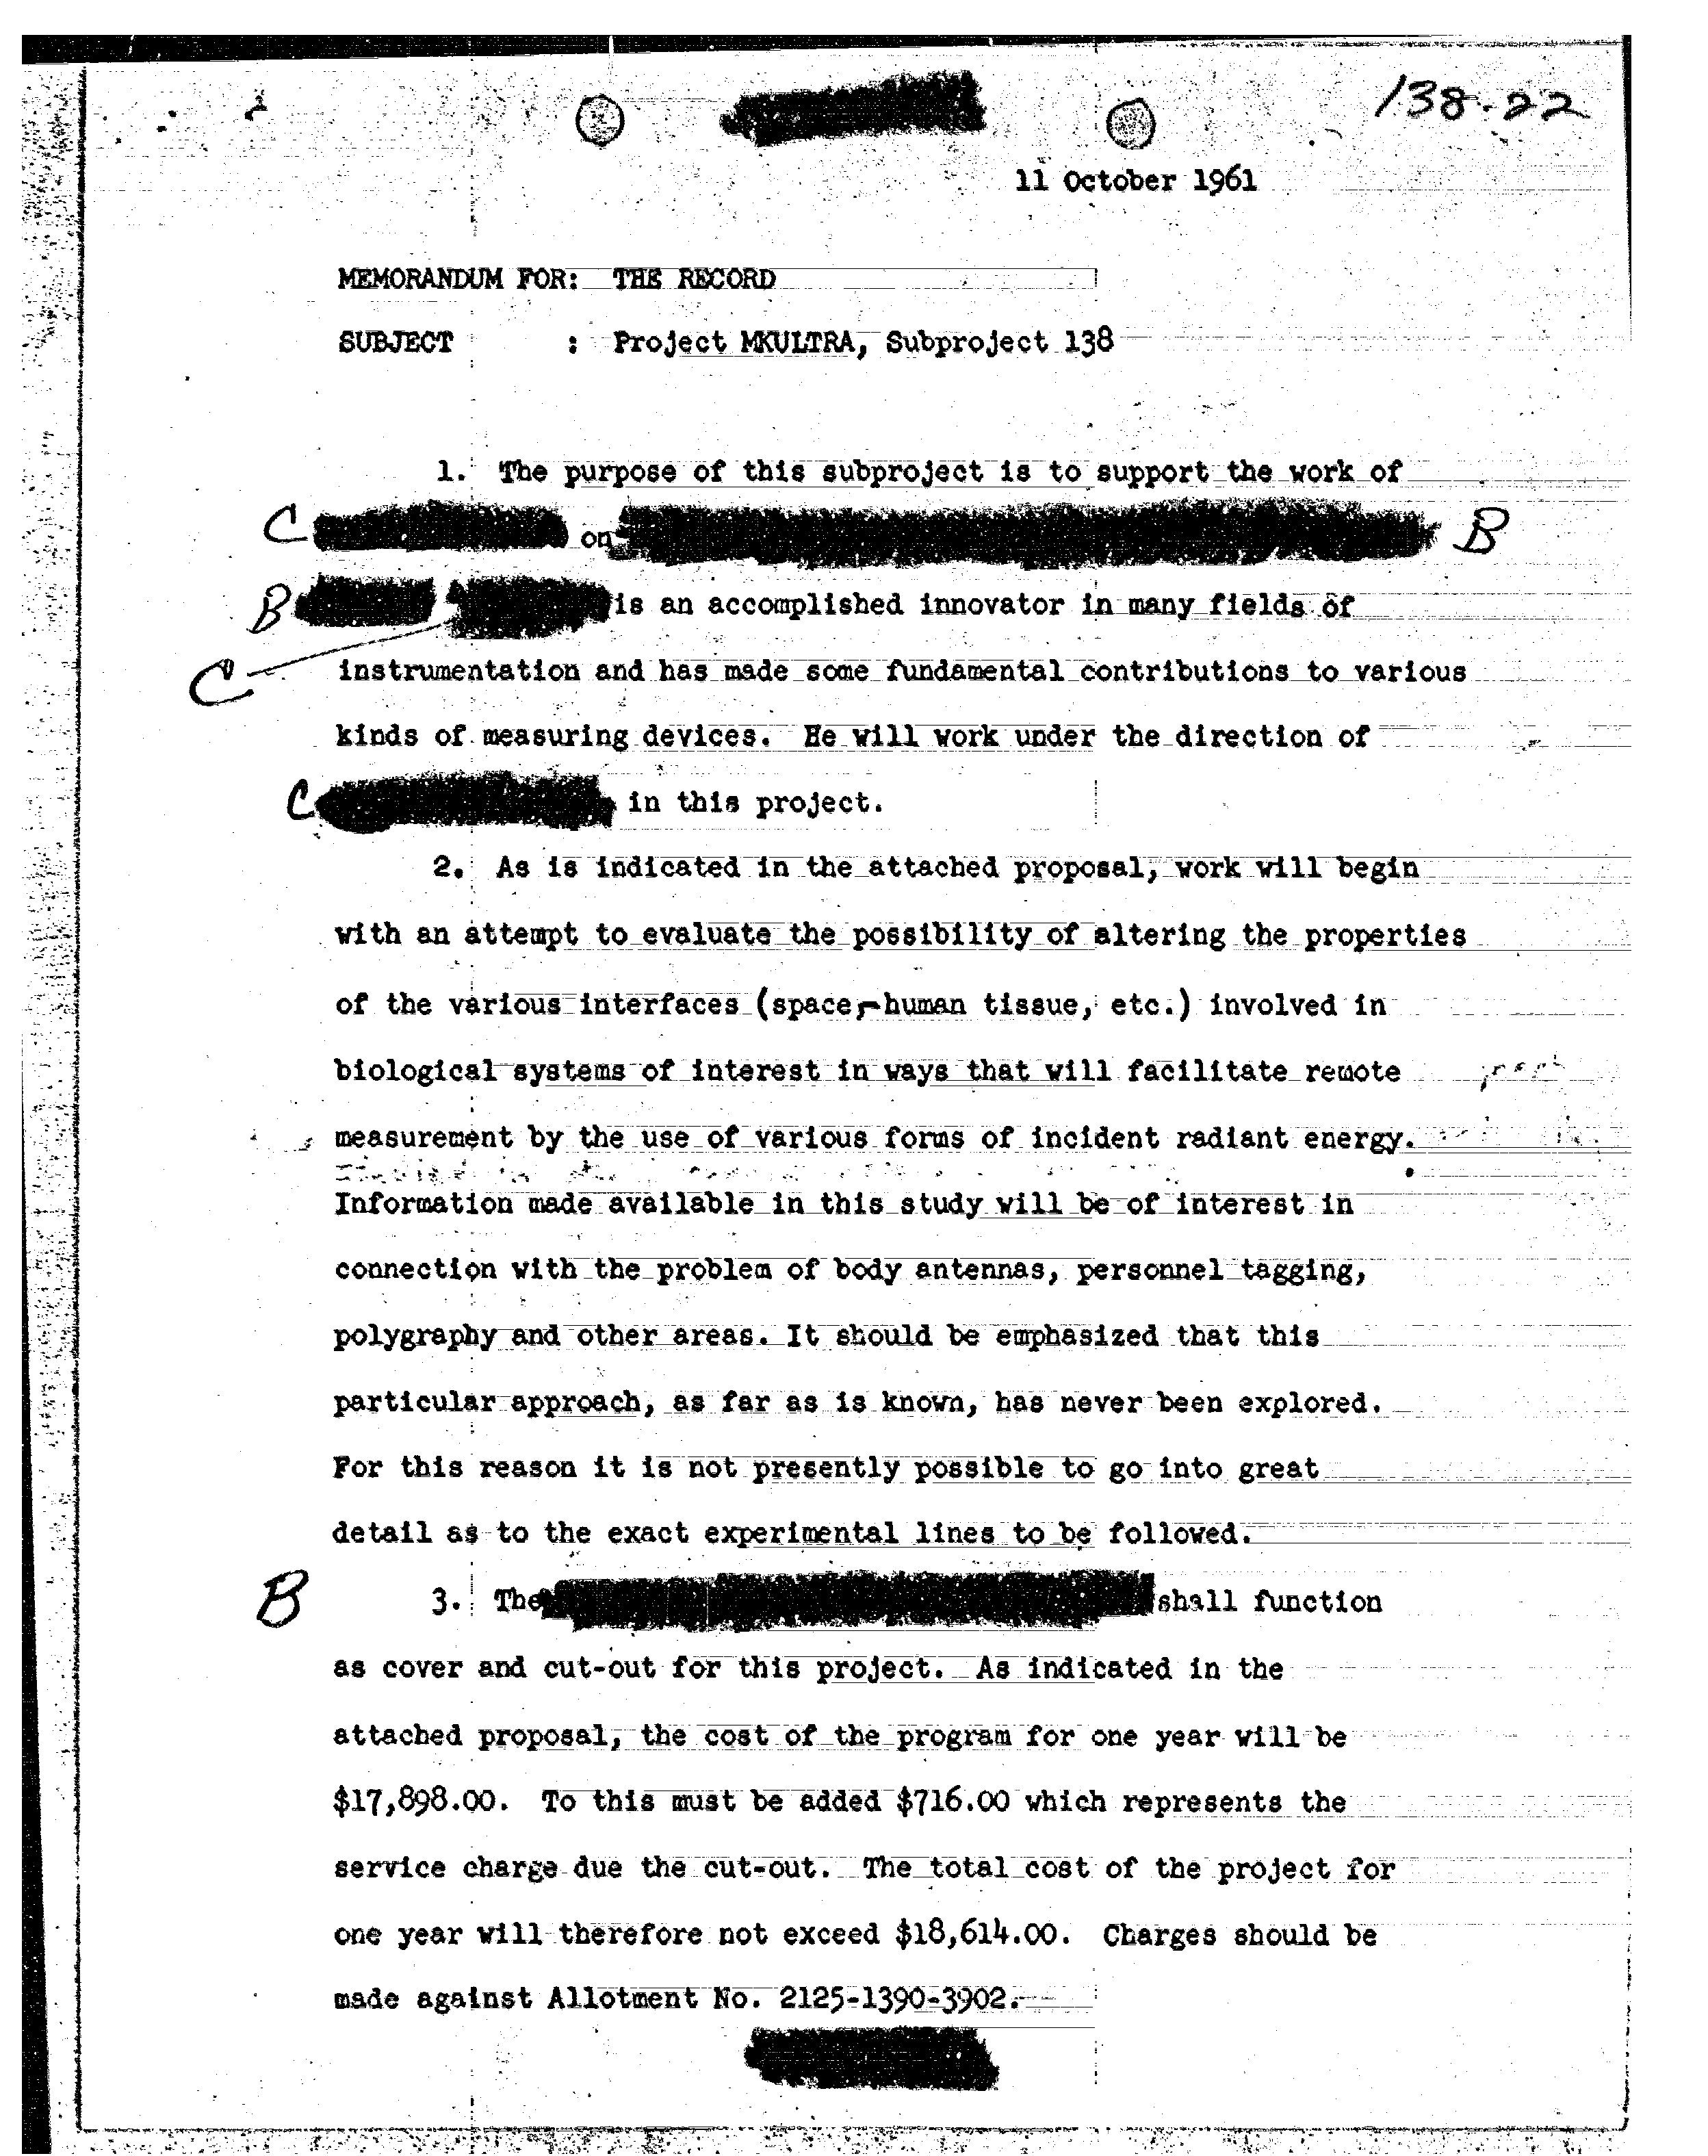 138-22
11 October 1961
MEMORANDUM FOR: THE RECORD
SUBJECT : Project MKULTRA, Subproject 138
1. The purpose of this subproject is to support the work of
C on B
B is an accomplished innovator in many fields of
C instrumentation and has made some fundamental contributions to various
kinds of measuring devices. He will work under the direction of
C in this project.
2. As is indicated in the attached proposal, work will begin
with an attempt to evaluate the possibility of altering the properties
of the various interfaces (space,-human tissue, etc.) involved in
biological systems of interest in ways that will facilitate remote
measurement by the use of various forms of incident radiant energy.
Information made available in this study will be of interest in
connection with the problem of body antennas, personnel tagging,
polygraphy and other areas. It should be emphasized that this
particular approach, as far as is known, has never been explored.
For this reason it is not presently possible to go into great
detail as to the exact experimental lines to be followed.
B 3. The shall function
as cover and cut-out for this project. As indicated in the
attached proposal, the cost of the program for one year will be
$17,898.00. To this must be added $716.00 which represents the
service charge due the cut-out. The total cost of the project for
one year will therefore not exceed $18,614.00. Charges should be
made against Allotment No. 2125-1390-3902.